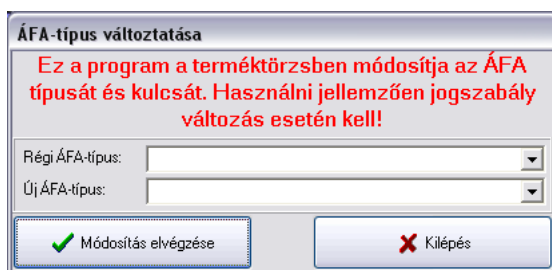 ÁFA-típus változtatása
Ez a program a terméktörzsben módosítja az ÁFA
típusát és kulcsát. Használni jellemzően jogszabály
változás esetén kell!
Régi ÁFA-típus:
Új ÁFA-típus:
Módosítás elvégzése
Kilépés